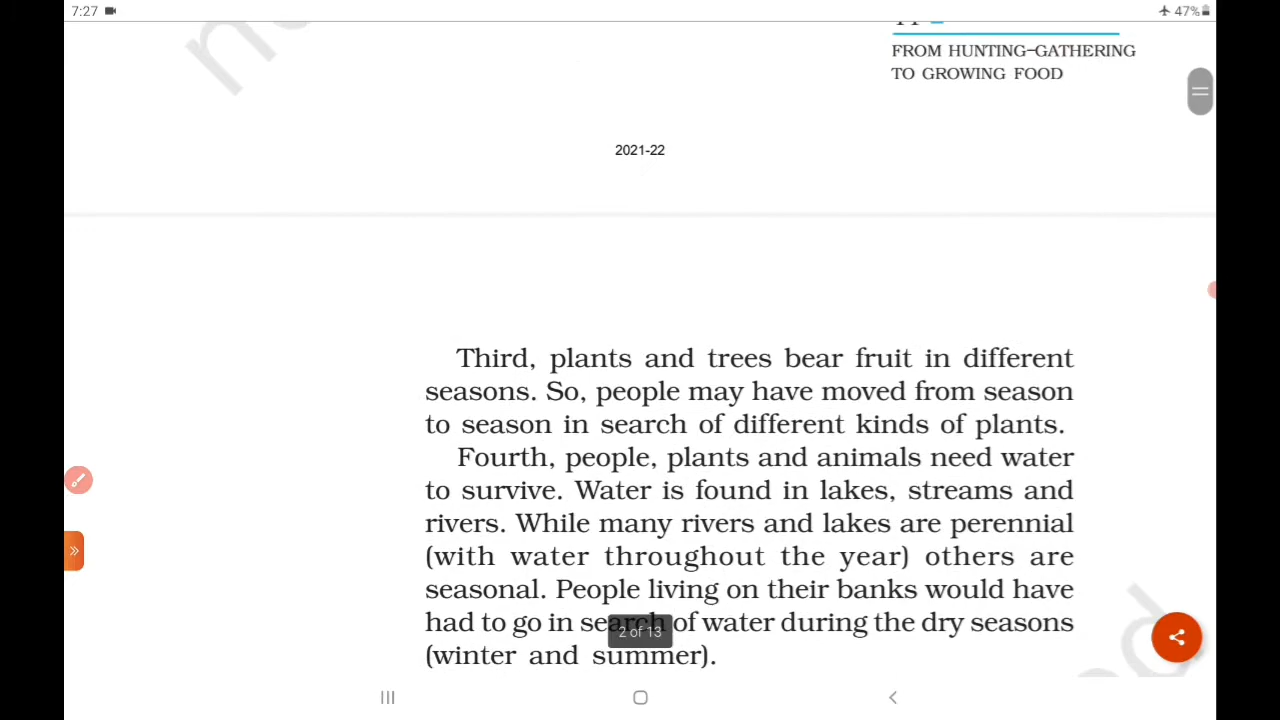 7:27
47%
FROM HUNTING–GATHERING
TO GROWING FOOD
2021-22
Third, plants and trees bear fruit in different
seasons. So, people may have moved from season
to season in search of different kinds of plants.
Fourth, people, plants and animals need water
to survive. Water is found in lakes, streams and
rivers. While many rivers and lakes are perennial
(with water throughout the year) others are
seasonal. People living on their banks would have
had to go in search of water during the dry seasons
2 of 13
(winter and summer).